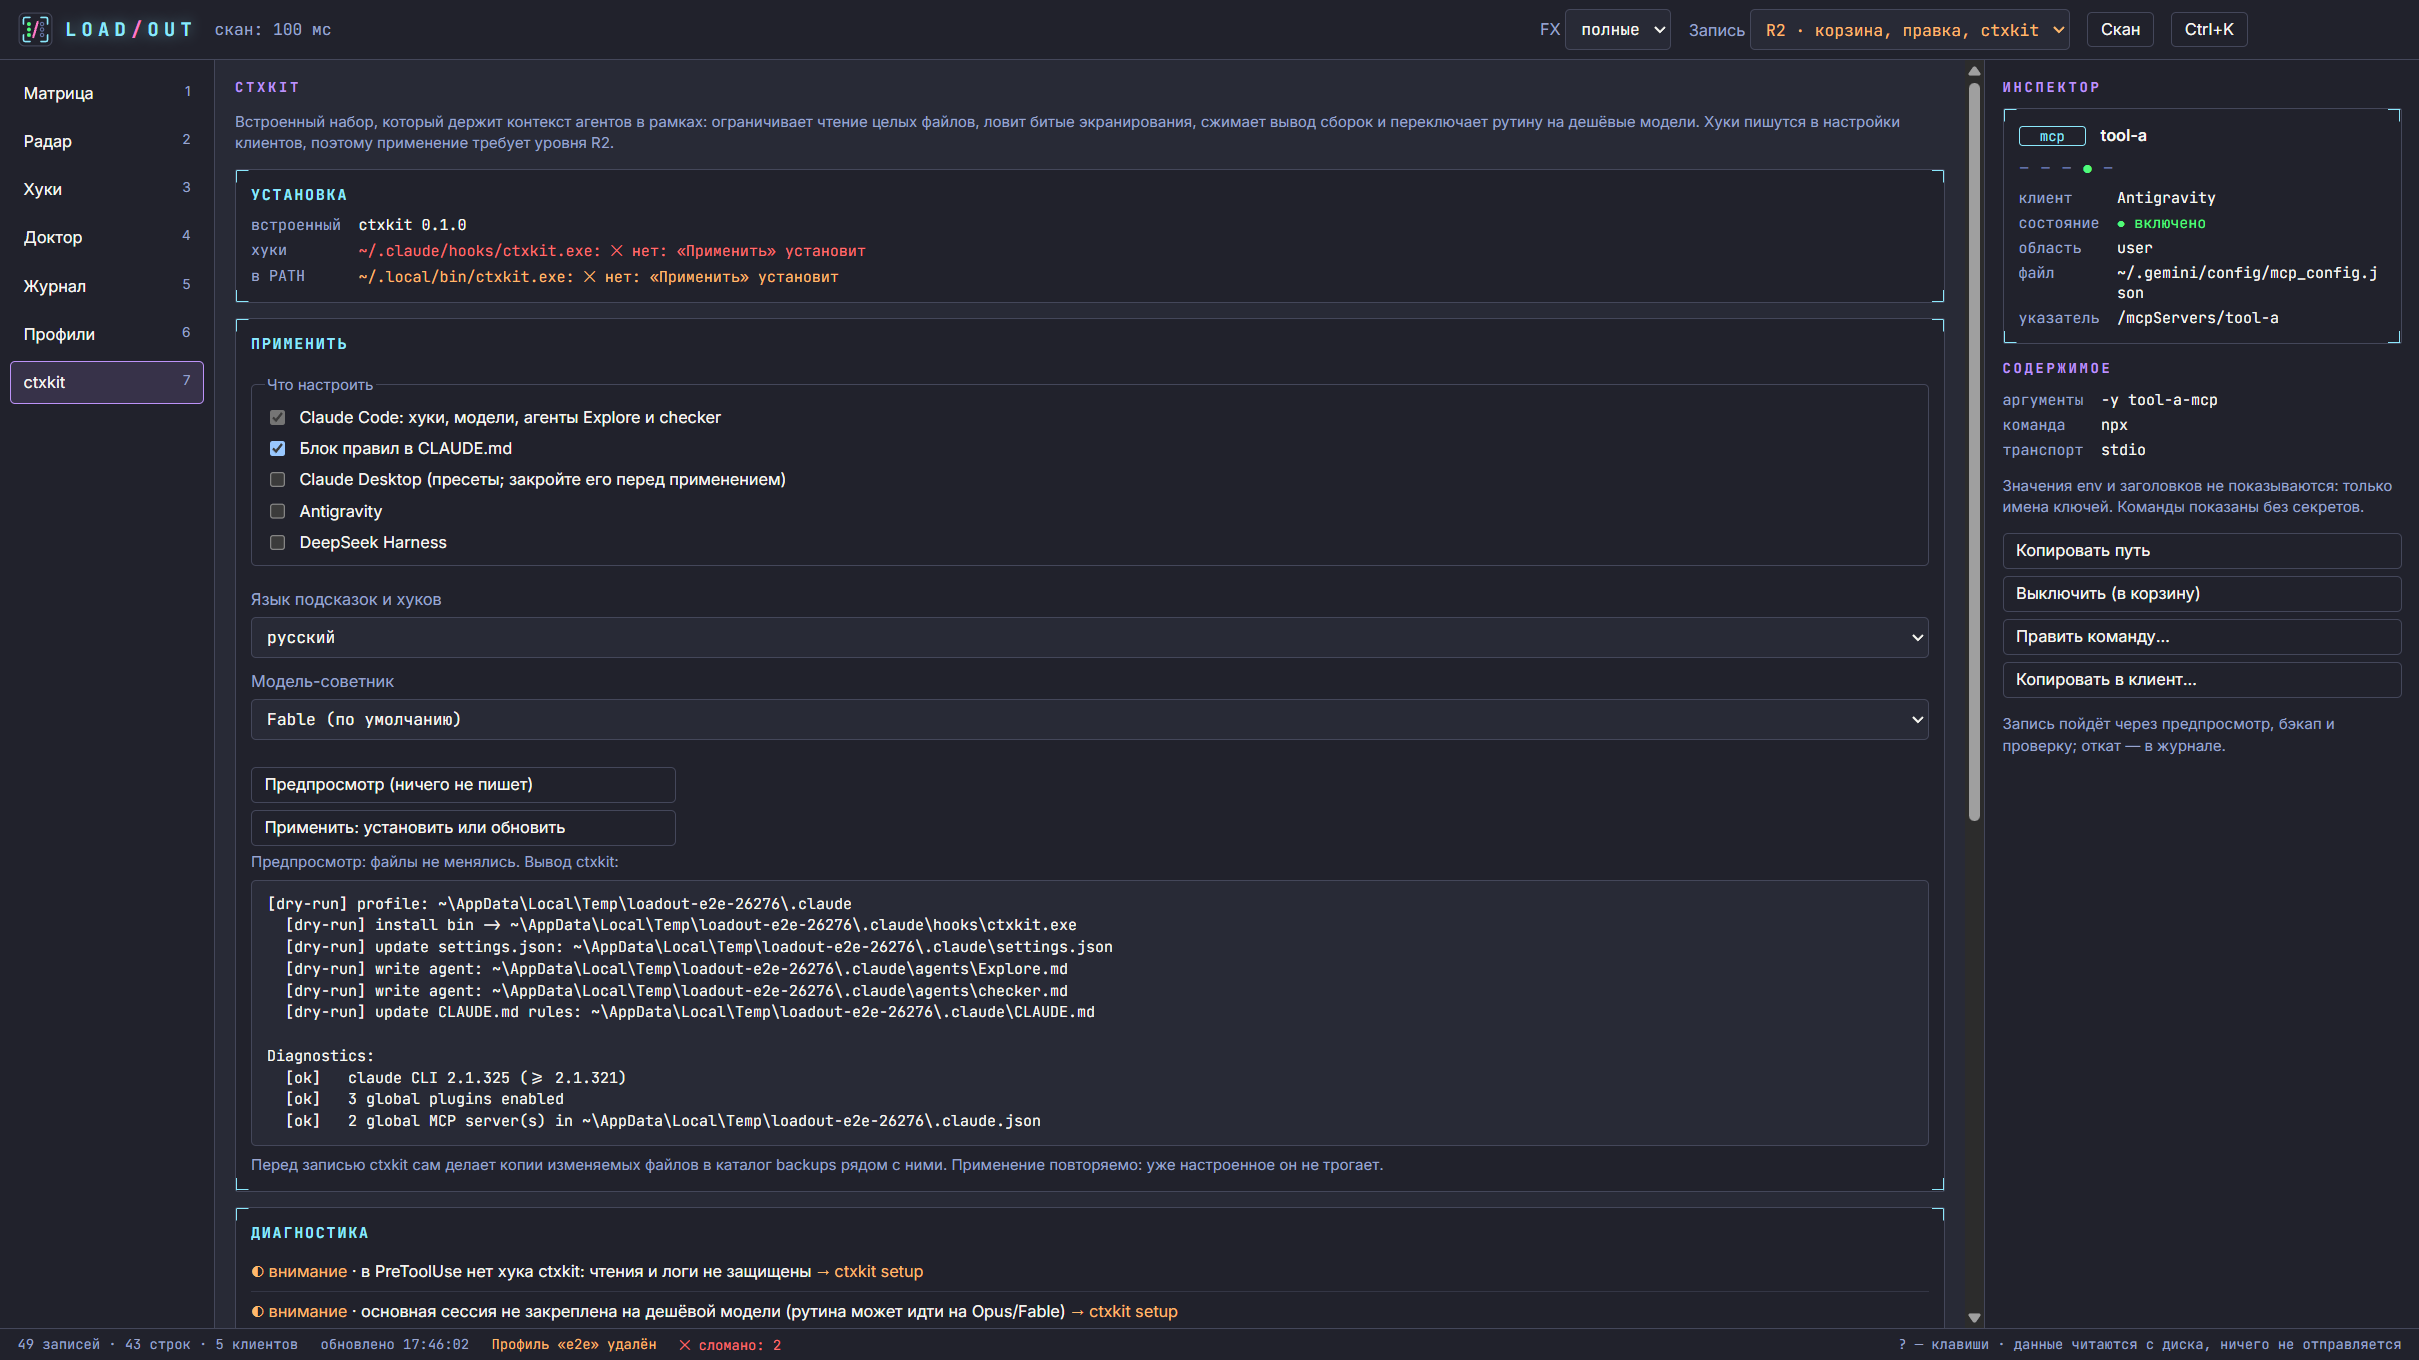 LOAD/OUT скан: 100 мс
FX полные Запись R2 · корзина, правка, ctxkit Скан Ctrl+K
Матрица 1
Радар 2
Хуки 3
Доктор 4
Журнал 5
Профили 6
ctxkit 7
CTXKIT
Встроенный набор, который держит контекст агентов в рамках: ограничивает чтение целых файлов, ловит битые экранирования, сжимает вывод сборок и переключает рутину на дешёвые модели. Хуки пишутся в настройки
клиентов, поэтому применение требует уровня R2.
УСТАНОВКА
встроенный ctxkit 0.1.0
хуки ~/.claude/hooks/ctxkit.exe: ✕ нет: «Применить» установит
в PATH ~/.local/bin/ctxkit.exe: ✕ нет: «Применить» установит
ПРИМЕНИТЬ
Что настроить
Claude Code: хуки, модели, агенты Explore и checker
Блок правил в CLAUDE.md
Claude Desktop (пресеты; закройте его перед применением)
Antigravity
DeepSeek Harness
Язык подсказок и хуков
русский
Модель-советник
Fable (по умолчанию)
Предпросмотр (ничего не пишет)
Применить: установить или обновить
Предпросмотр: файлы не менялись. Вывод ctxkit:
[dry-run] profile: ~\AppData\Local\Temp\loadout-e2e-26276\.claude
[dry-run] install bin -> ~\AppData\Local\Temp\loadout-e2e-26276\.claude\hooks\ctxkit.exe
[dry-run] update settings.json: ~\AppData\Local\Temp\loadout-e2e-26276\.claude\settings.json
[dry-run] write agent: ~\AppData\Local\Temp\loadout-e2e-26276\.claude\agents\Explore.md
[dry-run] write agent: ~\AppData\Local\Temp\loadout-e2e-26276\.claude\agents\checker.md
[dry-run] update CLAUDE.md rules: ~\AppData\Local\Temp\loadout-e2e-26276\.claude\CLAUDE.md
Diagnostics:
[ok] claude CLI 2.1.325 (>= 2.1.321)
[ok] 3 global plugins enabled
[ok] 2 global MCP server(s) in ~\AppData\Local\Temp\loadout-e2e-26276\.claude.json
Перед записью ctxkit сам делает копии изменяемых файлов в каталог backups рядом с ними. Применение повторяемо: уже настроенное он не трогает.
ДИАГНОСТИКА
◐ внимание · в PreToolUse нет хука ctxkit: чтения и логи не защищены → ctxkit setup
◐ внимание · основная сессия не закреплена на дешёвой модели (рутина может идти на Opus/Fable) → ctxkit setup
ИНСПЕКТОР
mcp tool-a
— — — ● —
клиент Antigravity
состояние ● включено
область user
файл ~/.gemini/config/mcp_config.j
son
указатель /mcpServers/tool-a
СОДЕРЖИМОЕ
аргументы -y tool-a-mcp
команда npx
транспорт stdio
Значения env и заголовков не показываются: только
имена ключей. Команды показаны без секретов.
Копировать путь
Выключить (в корзину)
Править команду...
Копировать в клиент...
Запись пойдёт через предпросмотр, бэкап и
проверку; откат — в журнале.
49 записей · 43 строк · 5 клиентов обновлено 17:46:02 Профиль «e2e» удалён ✕ сломано: 2
? — клавиши · данные читаются с диска, ничего не отправляется